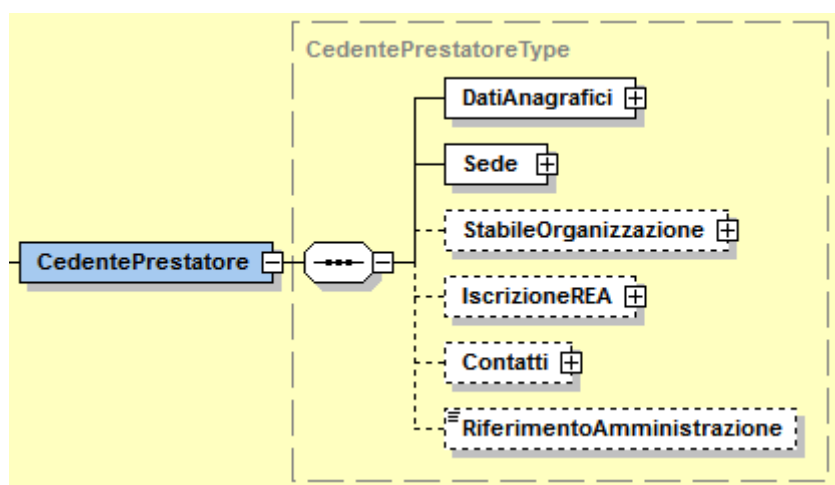 CedentePrestatoreType
DatiAnagrafici
Sede
StabileOrganizzazione
CedentePrestatore
IscrizioneREA
Contatti
RiferimentoAmministrazione